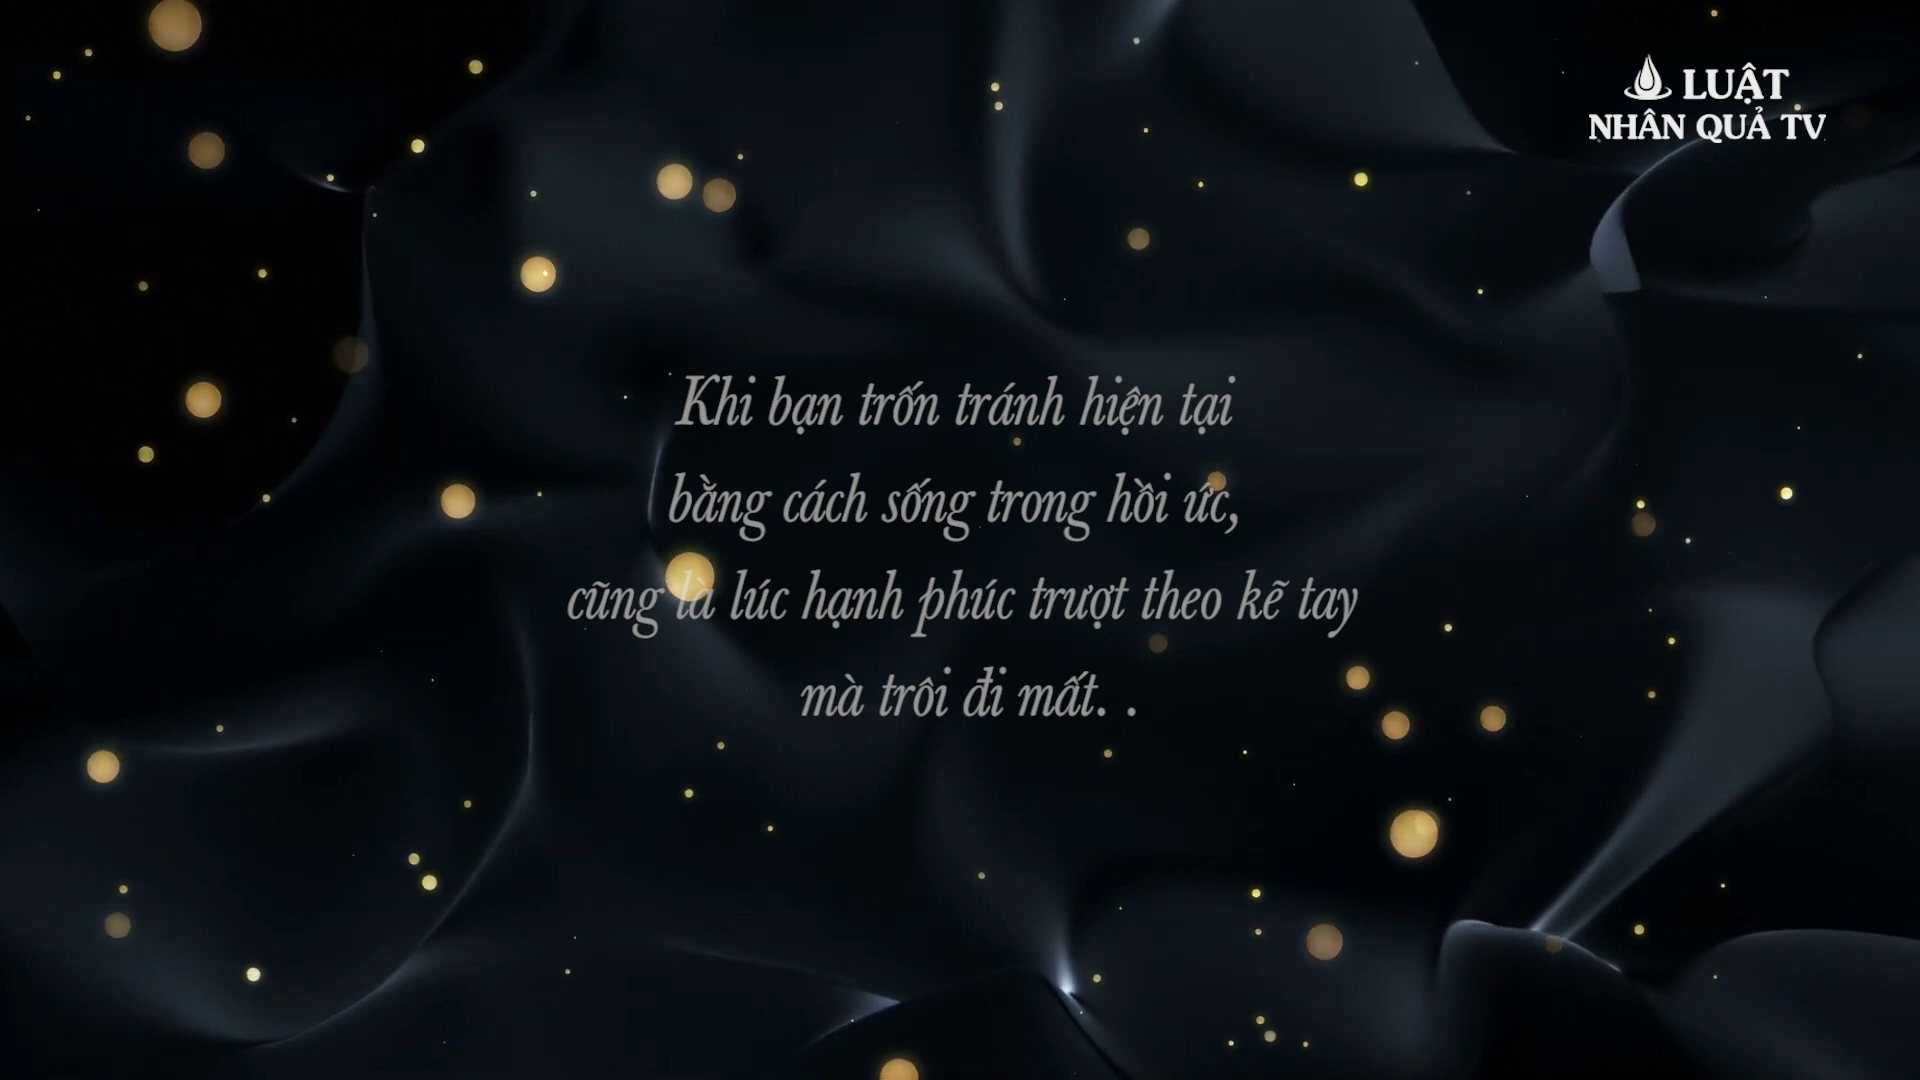 LUẬT
NHÂN QUẢ TV
Khi bạn trốn tránh hiện tại
bằng cách sống trong hồi ức,
cũng là lúc hạnh phúc trượt theo kẽ tay
mà trôi đi mất. .